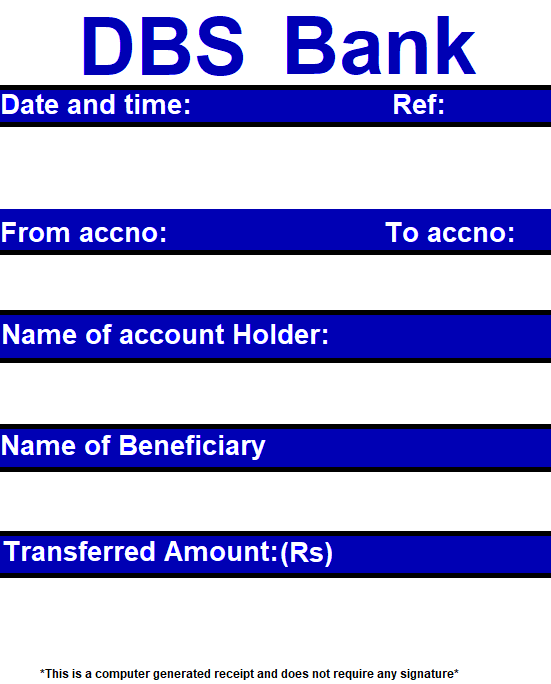 DBS Bank
Date and time: Ref:
From accno: To accno:
Name of account Holder:
Name of Beneficiary
Transferred Amount:(Rs)
*This is a computer generated receipt and does not require any signature*